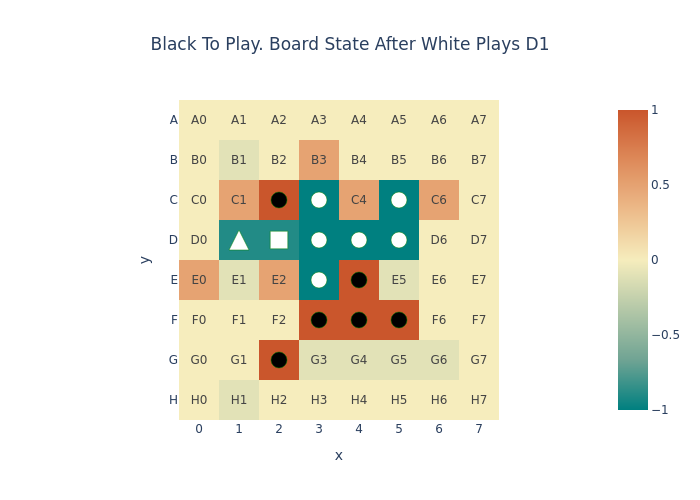 Black To Play. Board State After White Plays D1
A A0 A1 A2 A3 A4 A5 A6 A7
B B0 B1 B2 B3 B4 B5 B6 B7
C C0 C1 C4 C6 C7
D D0 D6 D7
E E0 E1 E2 E5 E6 E7
F F0 F1 F2 F6 F7
G G0 G1 G3 G4 G5 G6 G7
H H0 H1 H2 H3 H4 H5 H6 H7
0 1 2 3 4 5 6 7
x
y
1
0.5
0
−0.5
−1